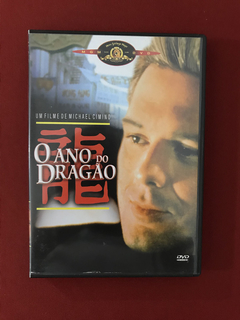 UM FILME DE MICHAEL CIMINO
龍
O ANO DO
DRAGÃO
DVD